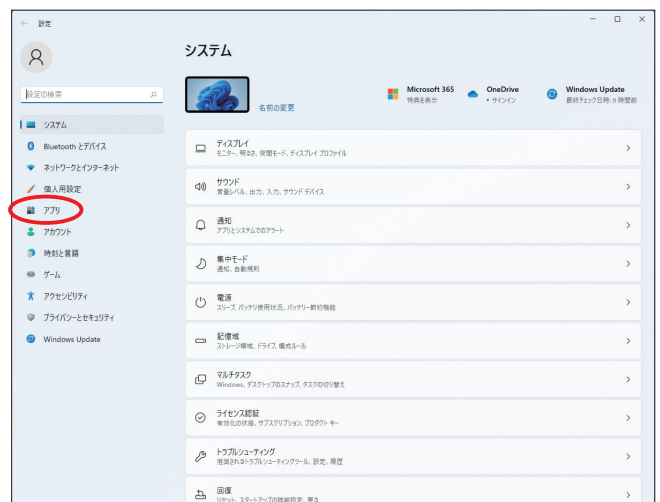 設定
システム
設定の検索
名前の変更
Microsoft 365
特典を表示
OneDrive
• サインイン
Windows Update
最終チェック日時: 9 時間前
システム
Bluetooth とデバイス
ネットワークとインターネット
個人用設定
アプリ
アカウント
時刻と言語
ゲーム
アクセシビリティ
プライバシーとセキュリティ
Windows Update
ディスプレイ
モニター、明るさ、夜間モード、ディスプレイ プロファイル
サウンド
音量レベル、出力、入力、サウンド デバイス
通知
アプリとシステムでのアラート
集中モード
通知、自動規則
電源
スリープ、バッテリ使用状況、バッテリー節約機能
記憶域
ストレージ領域、ドライブ、構成ルール
マルチタスク
Windows、デスクトップのスナップ、タスクの切り替え
ライセンス認証
有効化の状態、サブスクリプション、プロダクト キー
トラブルシューティング
推奨されるトラブルシューティングツール、設定、履歴
回復
リセット、スタートアップの詳細設定、戻る